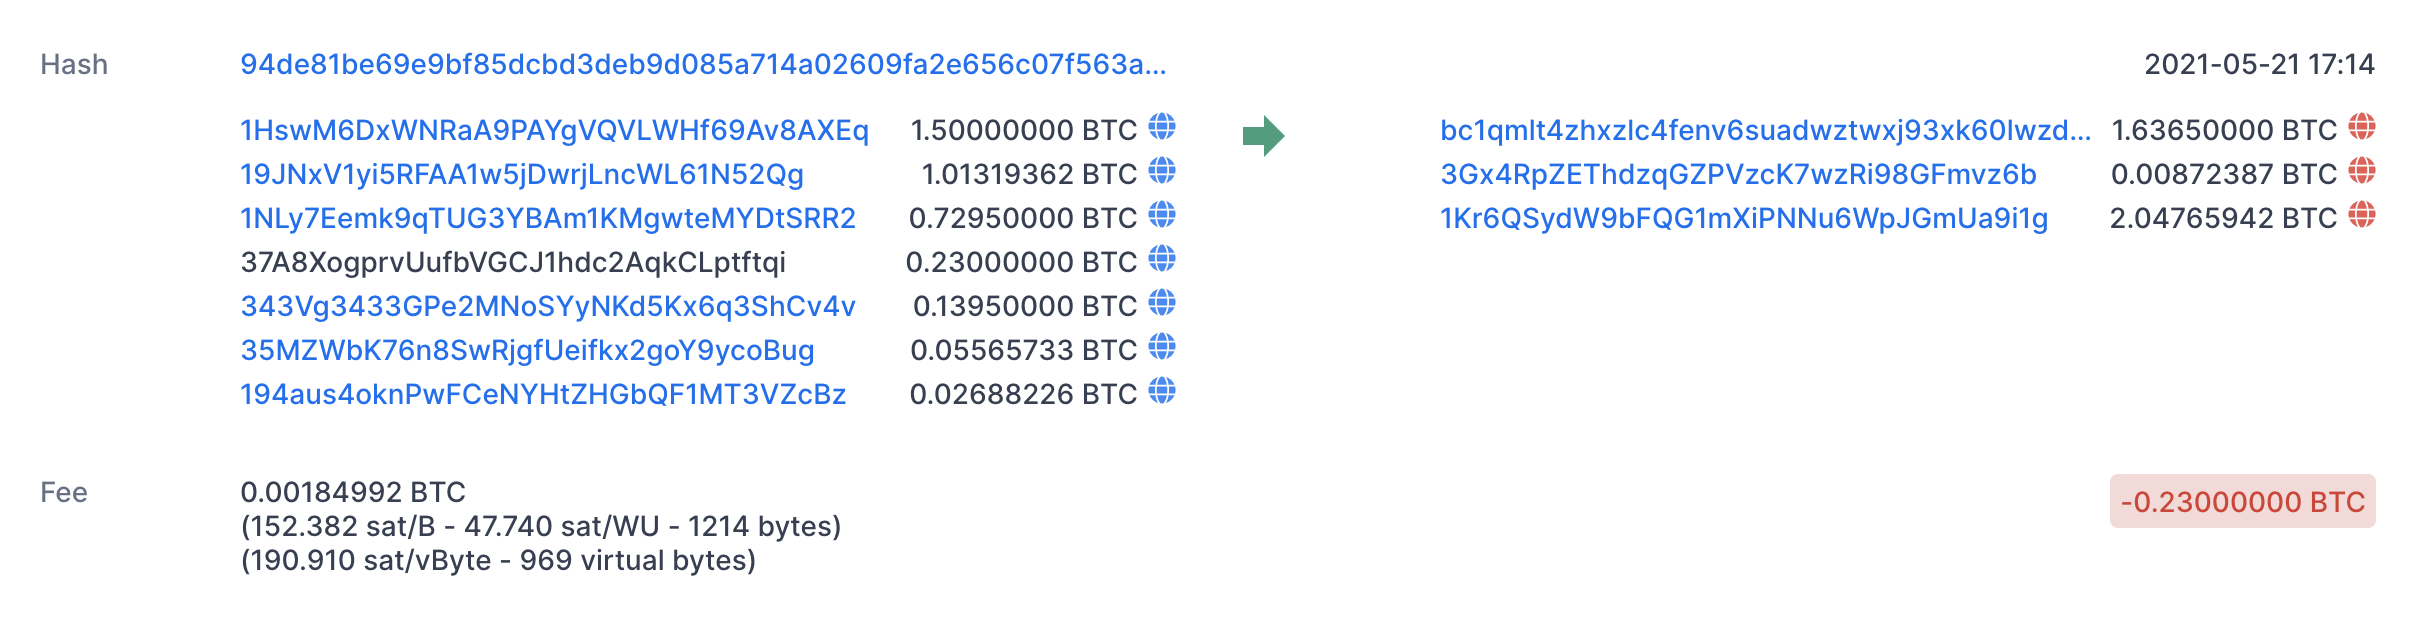 Hash 94de81be69e9bf85dcbd3deb9d085a714a02609fa2e656c07f563a... 2021-05-21 17:14
1HswM6DxWNRaA9PAYgVQVLWHf69Av8AXEq 1.50000000 BTC bc1qmlt4zhxzlc4fenv6suadwztwxj93xk60lwzd... 1.63650000 BTC
19JNxV1yi5RFAA1w5jDwrjLncWL61N52Qg 1.01319362 BTC 3Gx4RpZEThdzqGZPVzcK7wzRi98GFmvz6b 0.00872387 BTC
1NLy7Eemk9qTUG3YBAm1KMgwteMYDtSRR2 0.72950000 BTC 1Kr6QSydW9bFQG1mXiPNNu6WpJGmUa9i1g 2.04765942 BTC
37A8XogprvUufbVGCJ1hdc2AqkCLptftqi 0.23000000 BTC
343Vg3433GPe2MNoSYyNKd5Kx6q3ShCv4v 0.13950000 BTC
35MZWbK76n8SwRjgfUeifkx2goY9ycoBug 0.05565733 BTC
194aus4oknPwFCeNYHtZHGbQF1MT3VZcBz 0.02688226 BTC
Fee 0.00184992 BTC -0.23000000 BTC
(152.382 sat/B - 47.740 sat/WU - 1214 bytes)
(190.910 sat/vByte - 969 virtual bytes)